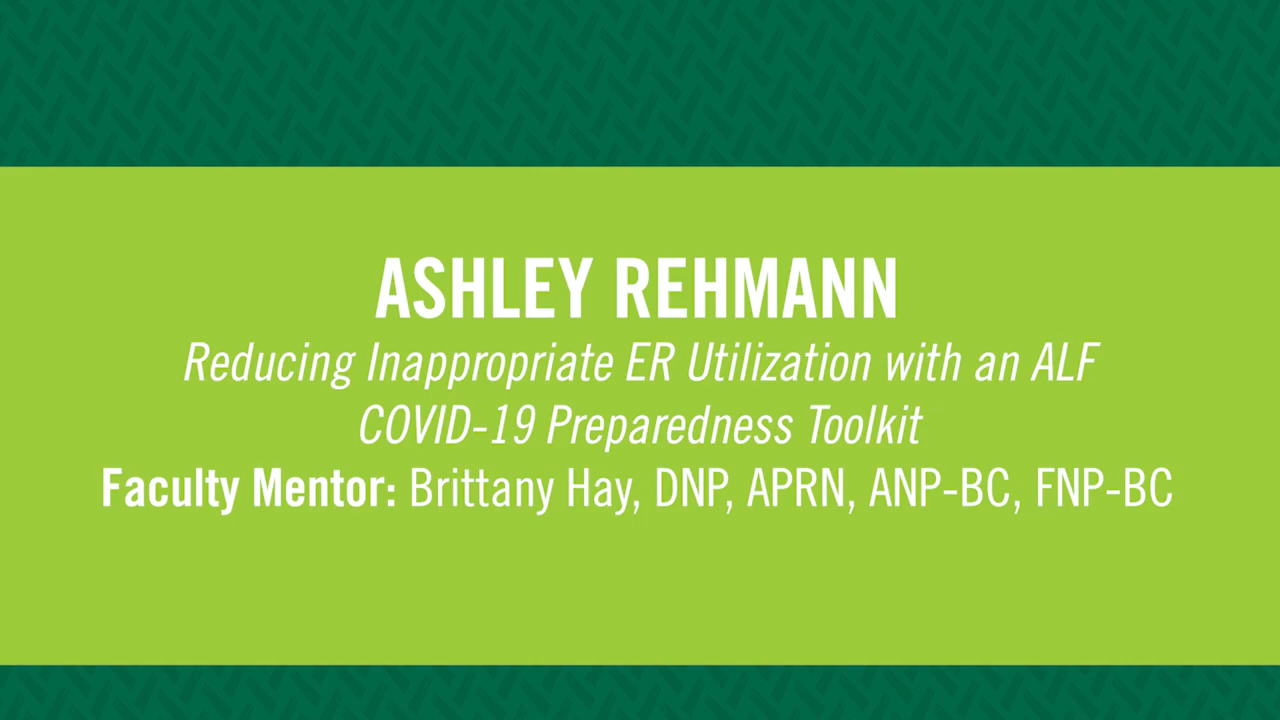 ASHLEY REHMANN
Reducing Inappropriate ER Utilization with an ALF
COVID-19 Preparedness Toolkit
Faculty Mentor: Brittany Hay, DNP, APRN, ANP-BC, FNP-BC